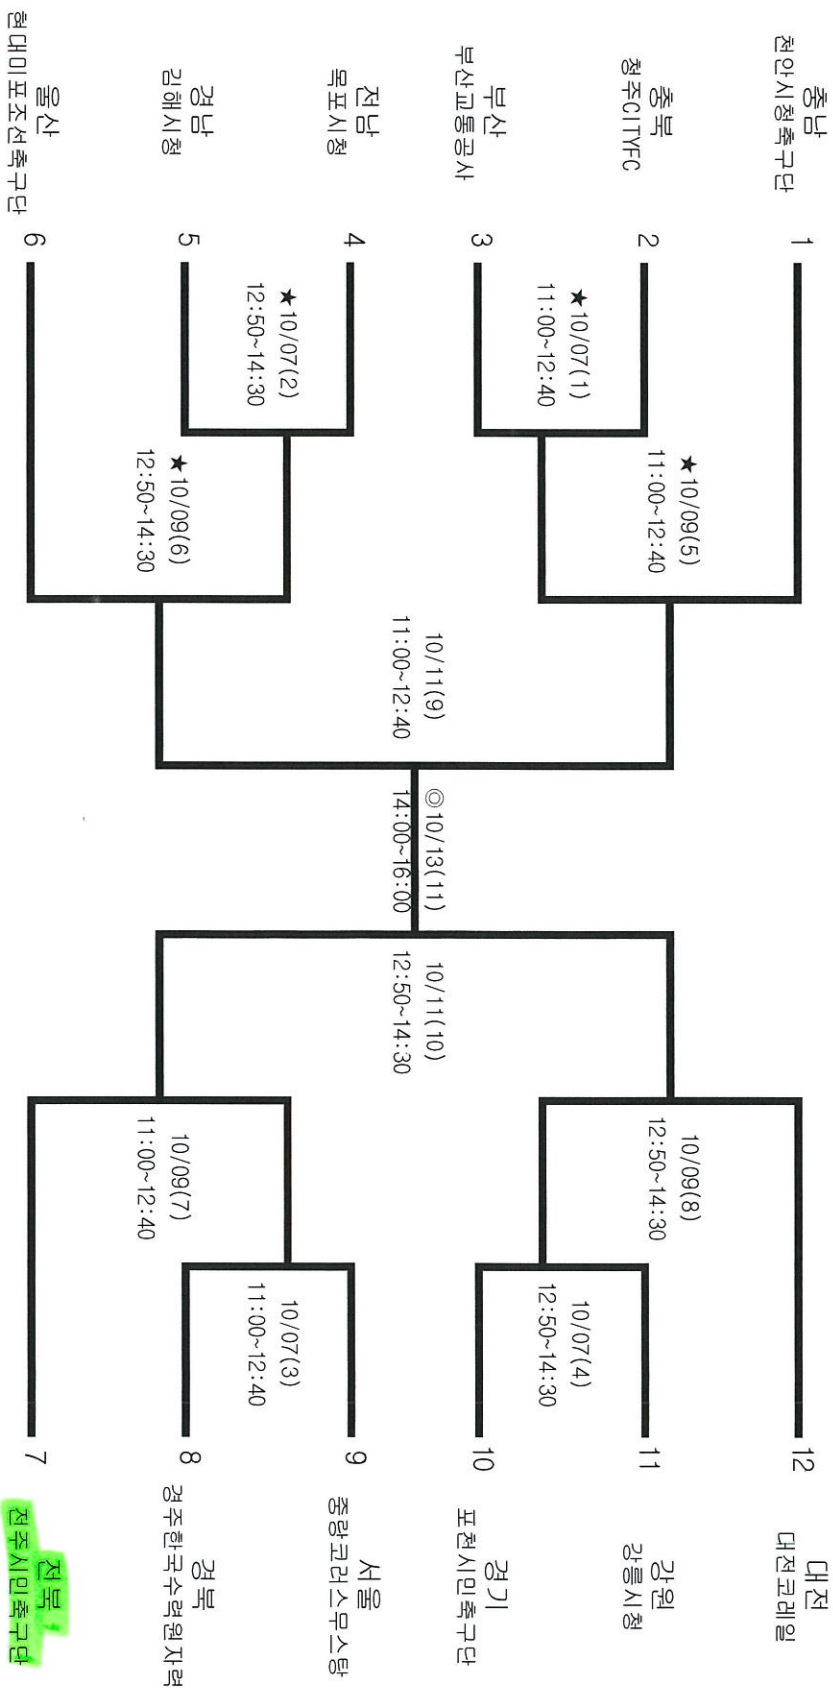 충남
천안시청축구단
1
충북
청주CITYFC
2
부산
부산교통공사
3
전남
목포시청
4
경남
김해시청
5
울산
현대미포조선축구단
6
★10/07(1)
11:00~12:40
★10/07(2)
12:50~14:30
★10/09(5)
11:00~12:40
★10/09(6)
12:50~14:30
10/11(9)
11:00~12:40
◎10/13(11)
14:00~16:00
10/11(10)
12:50~14:30
10/09(8)
12:50~14:30
10/09(7)
11:00~12:40
10/07(4)
12:50~14:30
10/07(3)
11:00~12:40
12
대전
대전코레일
11
강원
강릉시청
10
경기
포천시민축구단
9
서울
중랑코러스무스탕
8
경북
경주한국수력원자력
7
전북
전주시민축구단